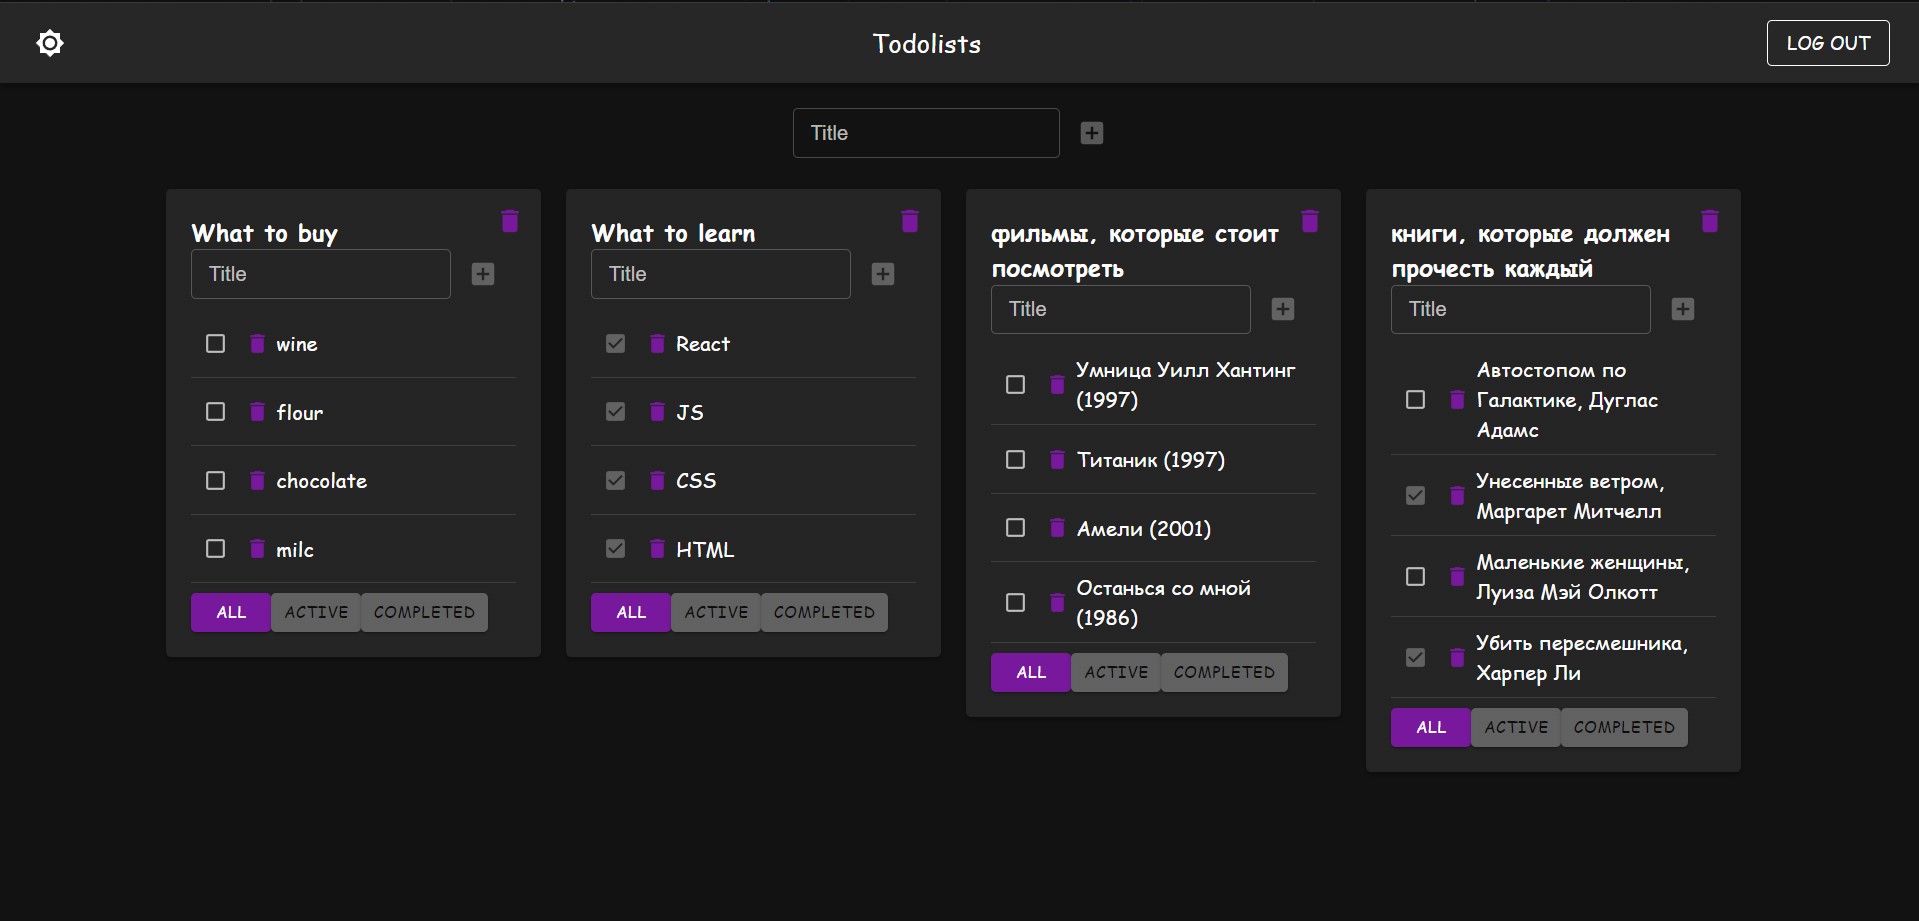 Todolists
LOG OUT
Title
What to buy
Title
wine
flour
chocolate
milc
ALL
ACTIVE
COMPLETED
What to learn
Title
React
JS
CSS
HTML
ALL
ACTIVE
COMPLETED
фильмы, которые стоит
посмотреть
Title
Умница Уилл Хантинг
(1997)
Титаник (1997)
Амели (2001)
Останься со мной
(1986)
ALL
ACTIVE
COMPLETED
книги, которые должен
прочесть каждый
Title
Автостопом по
Галактике, Дуглас
Адамс
Унесенные ветром,
Маргарет Митчелл
Маленькие женщины,
Луиза Мэй Олкотт
Убить пересмешника,
Харпер Ли
ALL
ACTIVE
COMPLETED